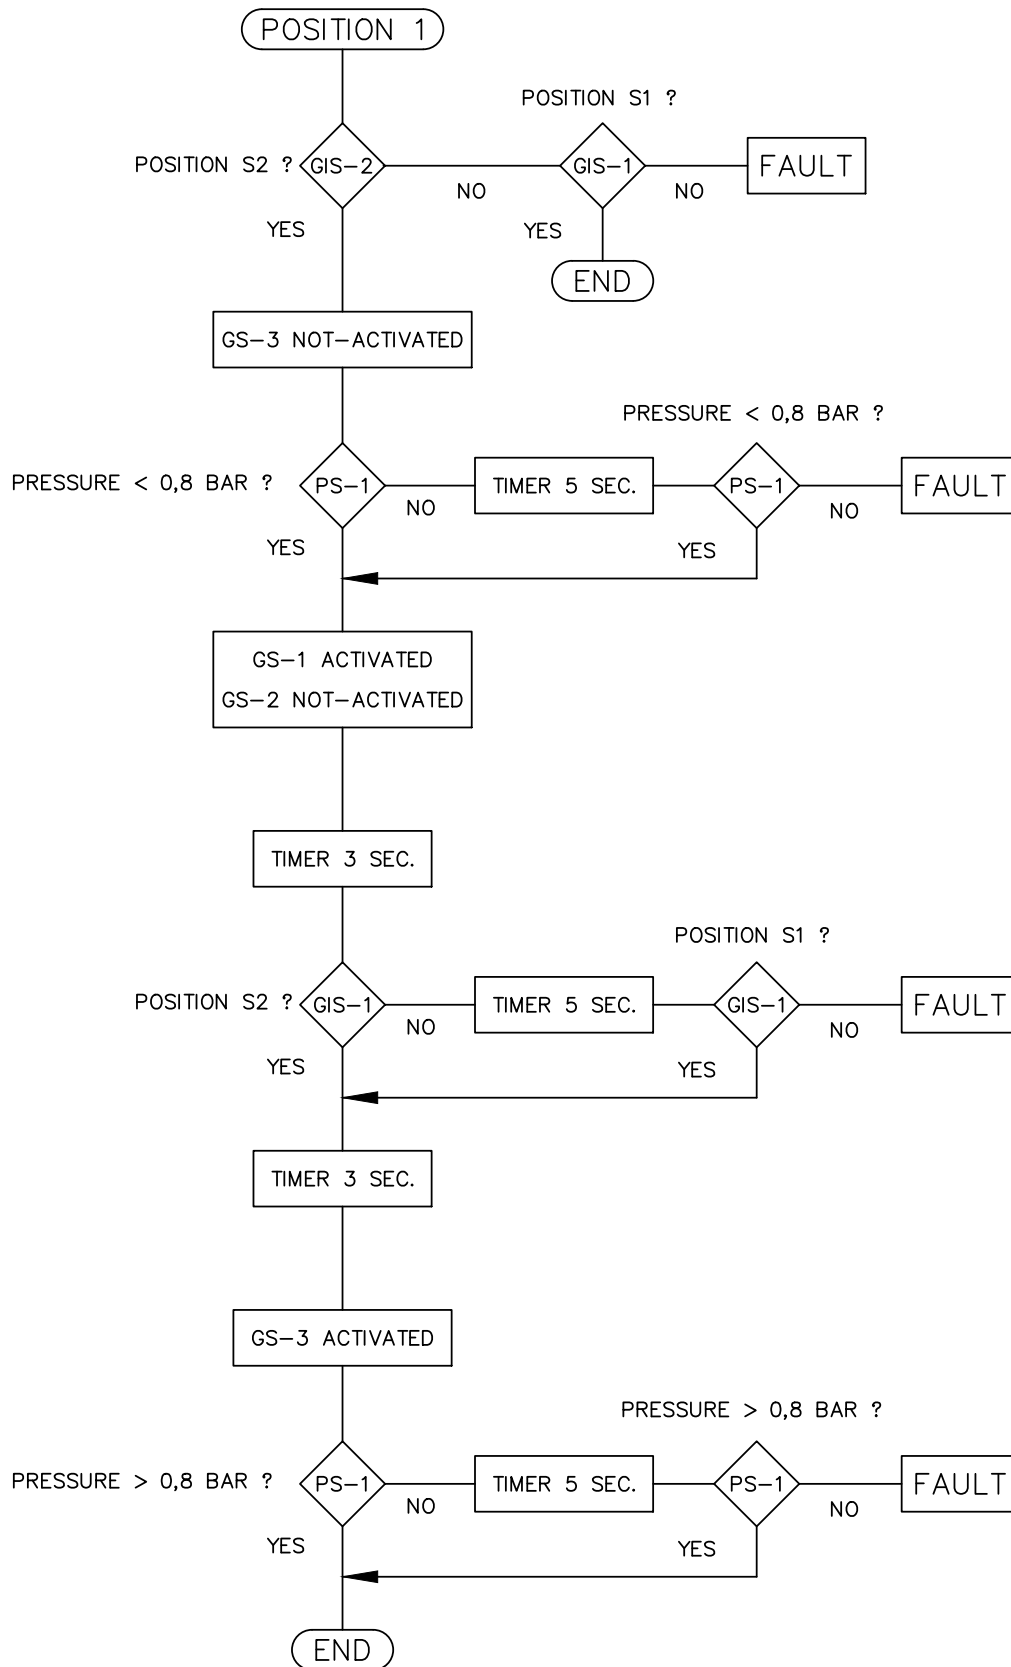 POSITION 1
POSITION S1 ?
POSITION S2 ?
GIS-2
NO
GIS-1
NO
FAULT
YES
YES
END
GS-3 NOT-ACTIVATED
PRESSURE < 0,8 BAR ?
PRESSURE < 0,8 BAR ?
PS-1
NO
TIMER 5 SEC.
PS-1
NO
FAULT
YES
YES
GS-1 ACTIVATED
GS-2 NOT-ACTIVATED
TIMER 3 SEC.
POSITION S1 ?
POSITION S2 ?
GIS-1
NO
TIMER 5 SEC.
GIS-1
NO
FAULT
YES
YES
TIMER 3 SEC.
GS-3 ACTIVATED
PRESSURE > 0,8 BAR ?
PRESSURE > 0,8 BAR ?
PS-1
NO
TIMER 5 SEC.
PS-1
NO
FAULT
YES
YES
END